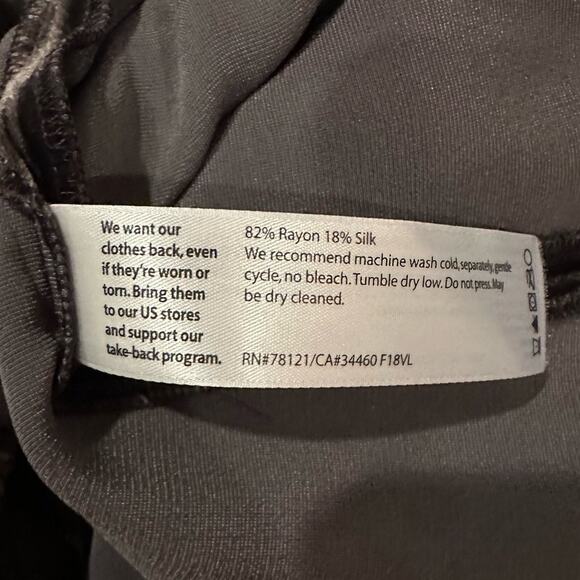 We want our
clothes back, even
if they're worn or
torn. Bring them
to our US stores
and support our
take-back program.
82% Rayon 18% Silk
We recommend machine wash cold, separately, gentle
cycle, no bleach. Tumble dry low. Do not press. May
be dry cleaned.
RN#78121/CA#34460 F18VL